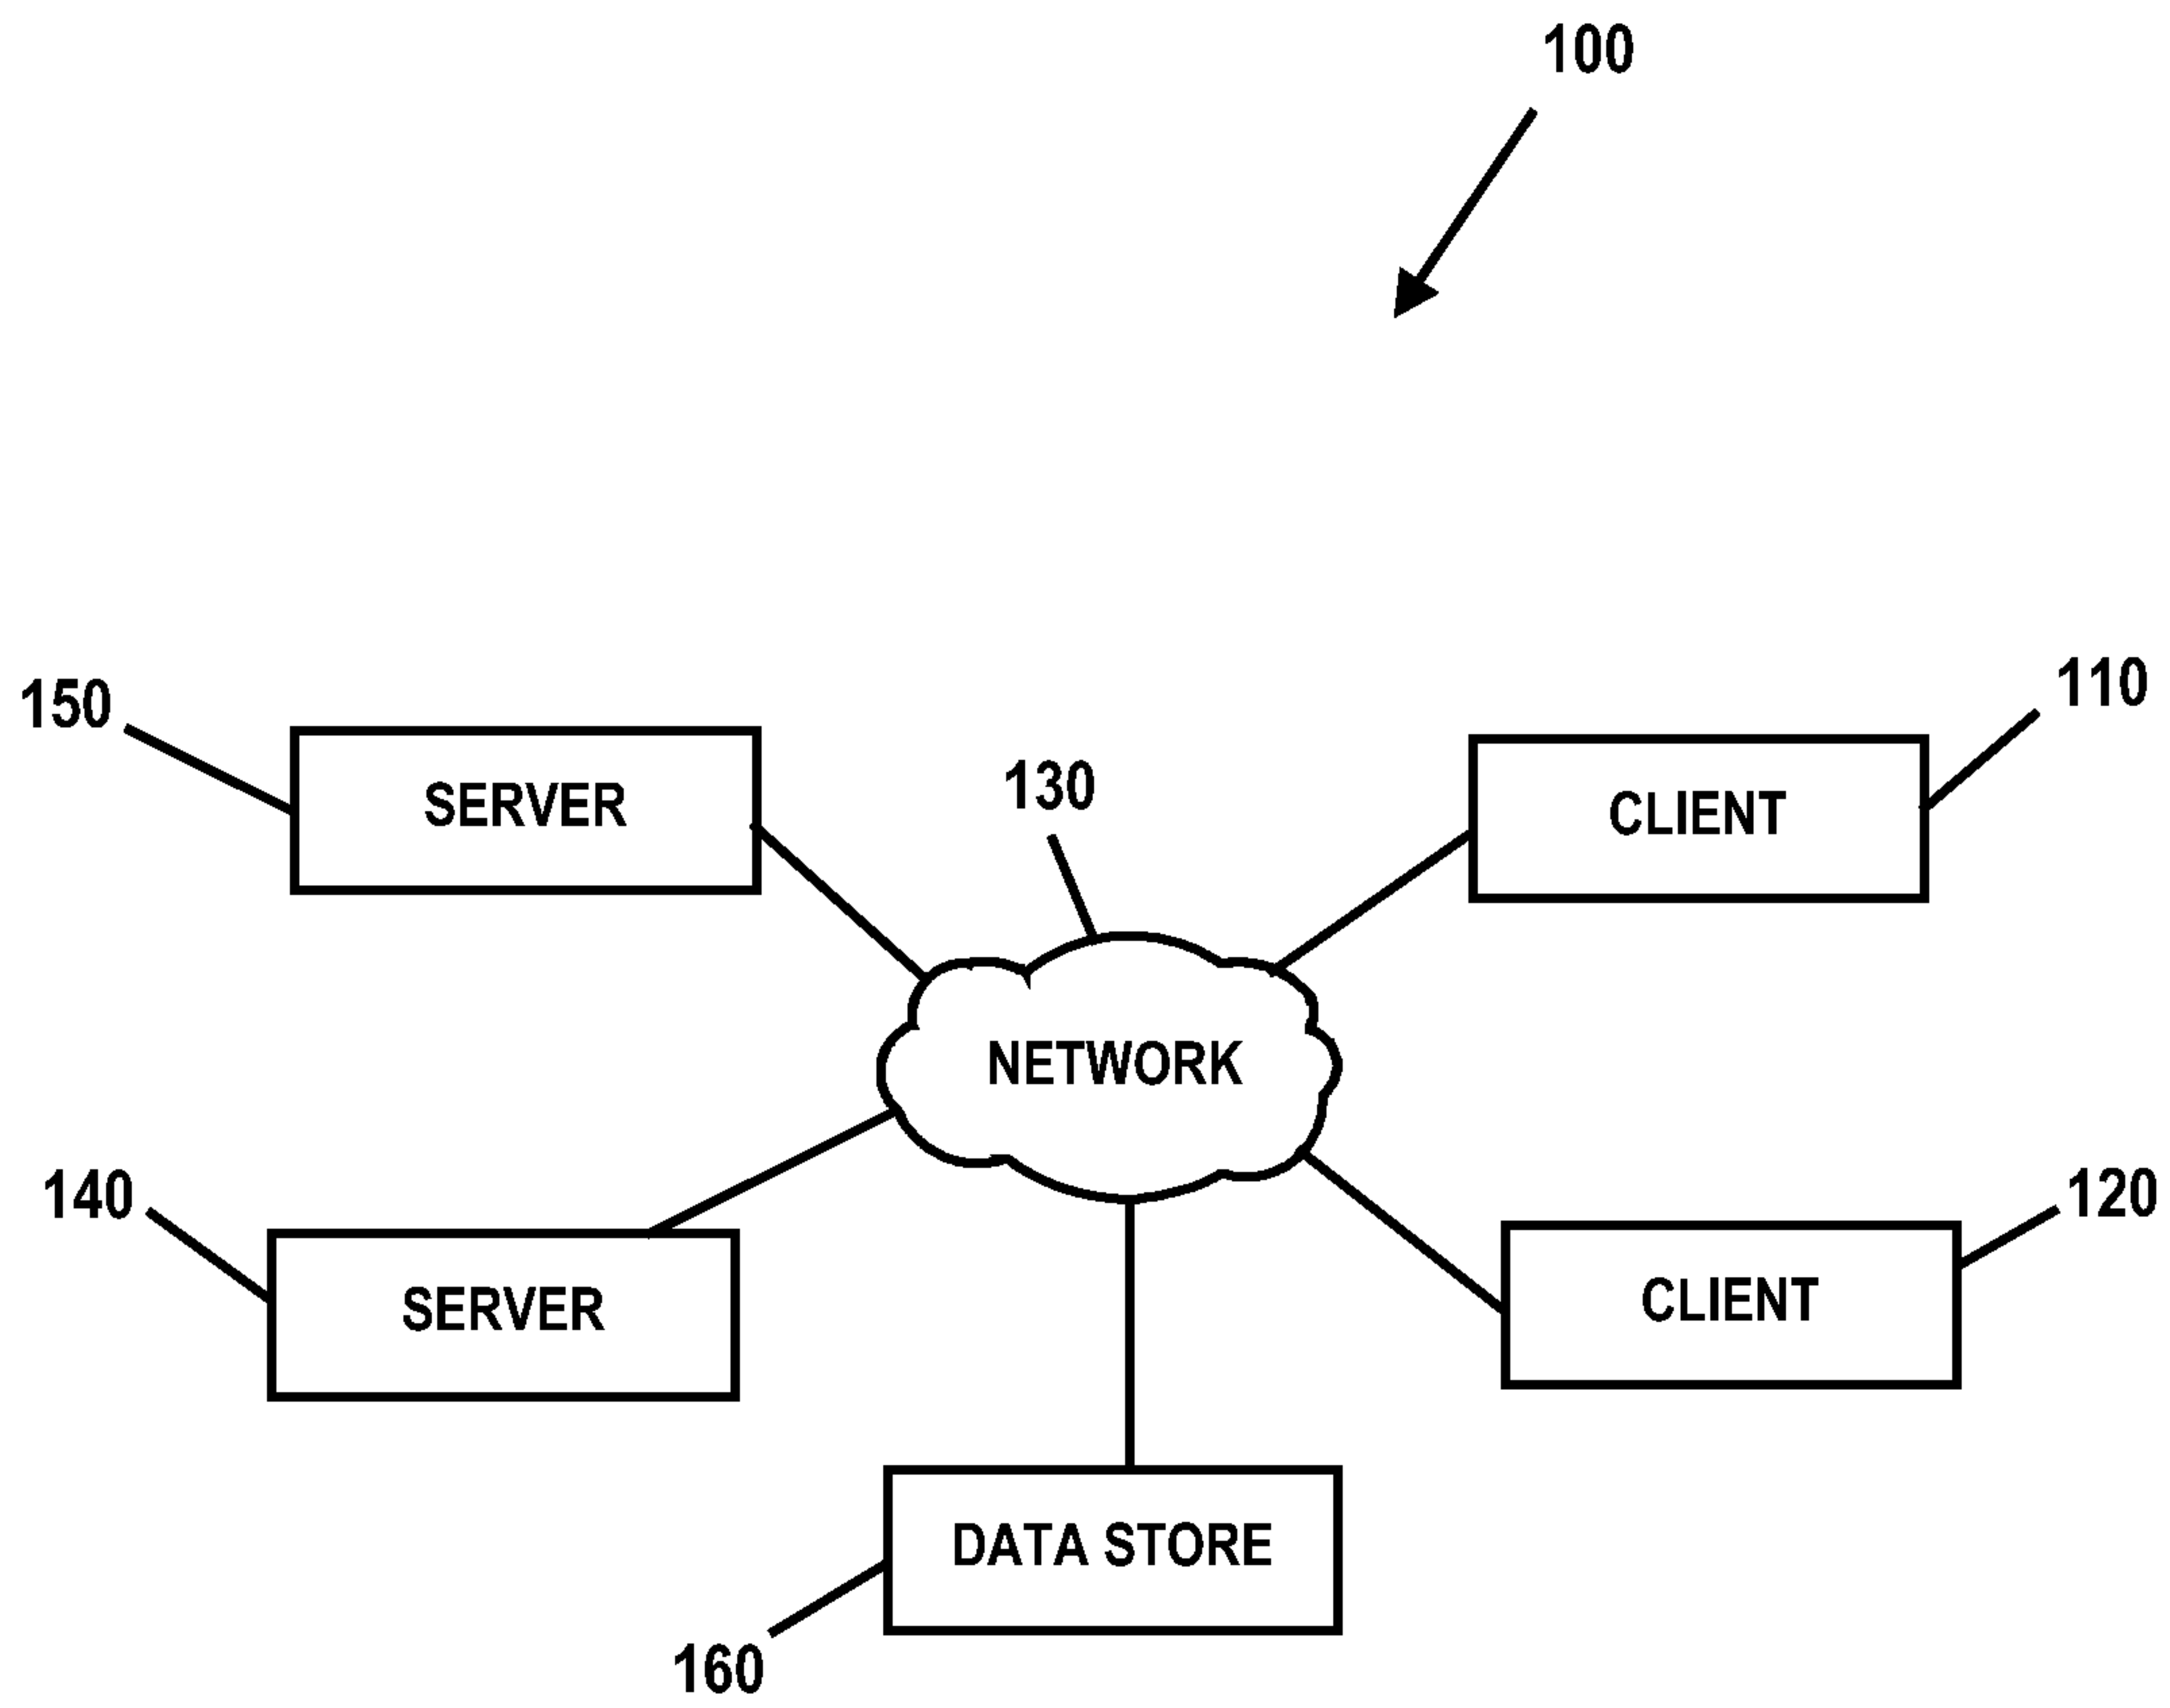 100
150
110
SERVER
130
CLIENT
NETWORK
140
120
SERVER
CLIENT
DATA STORE
160